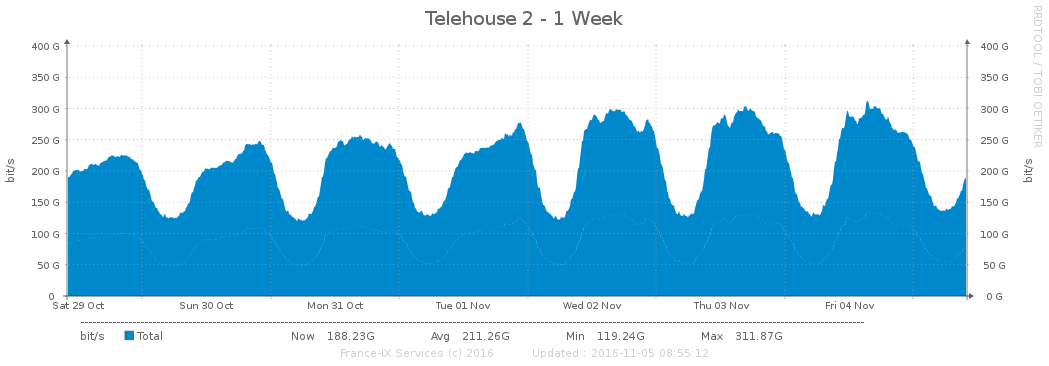 Telehouse 2 - 1 Week
RRDTOOL / TOBI OETIKER
bit/s
400 G
350 G
300 G
250 G
200 G
150 G
100 G
50 G
0
400 G
350 G
300 G
250 G
200 G
150 G
100 G
50 G
0 G
bit/s
Sat 29 Oct Sun 30 Oct Mon 31 Oct Tue 01 Nov Wed 02 Nov Thu 03 Nov Fri 04 Nov
bit/s Total Now 188.23G Avg 211.26G Min 119.24G Max 311.87G
France-IX Services (c) 2016 Updated : 2016-11-05 08:55:12